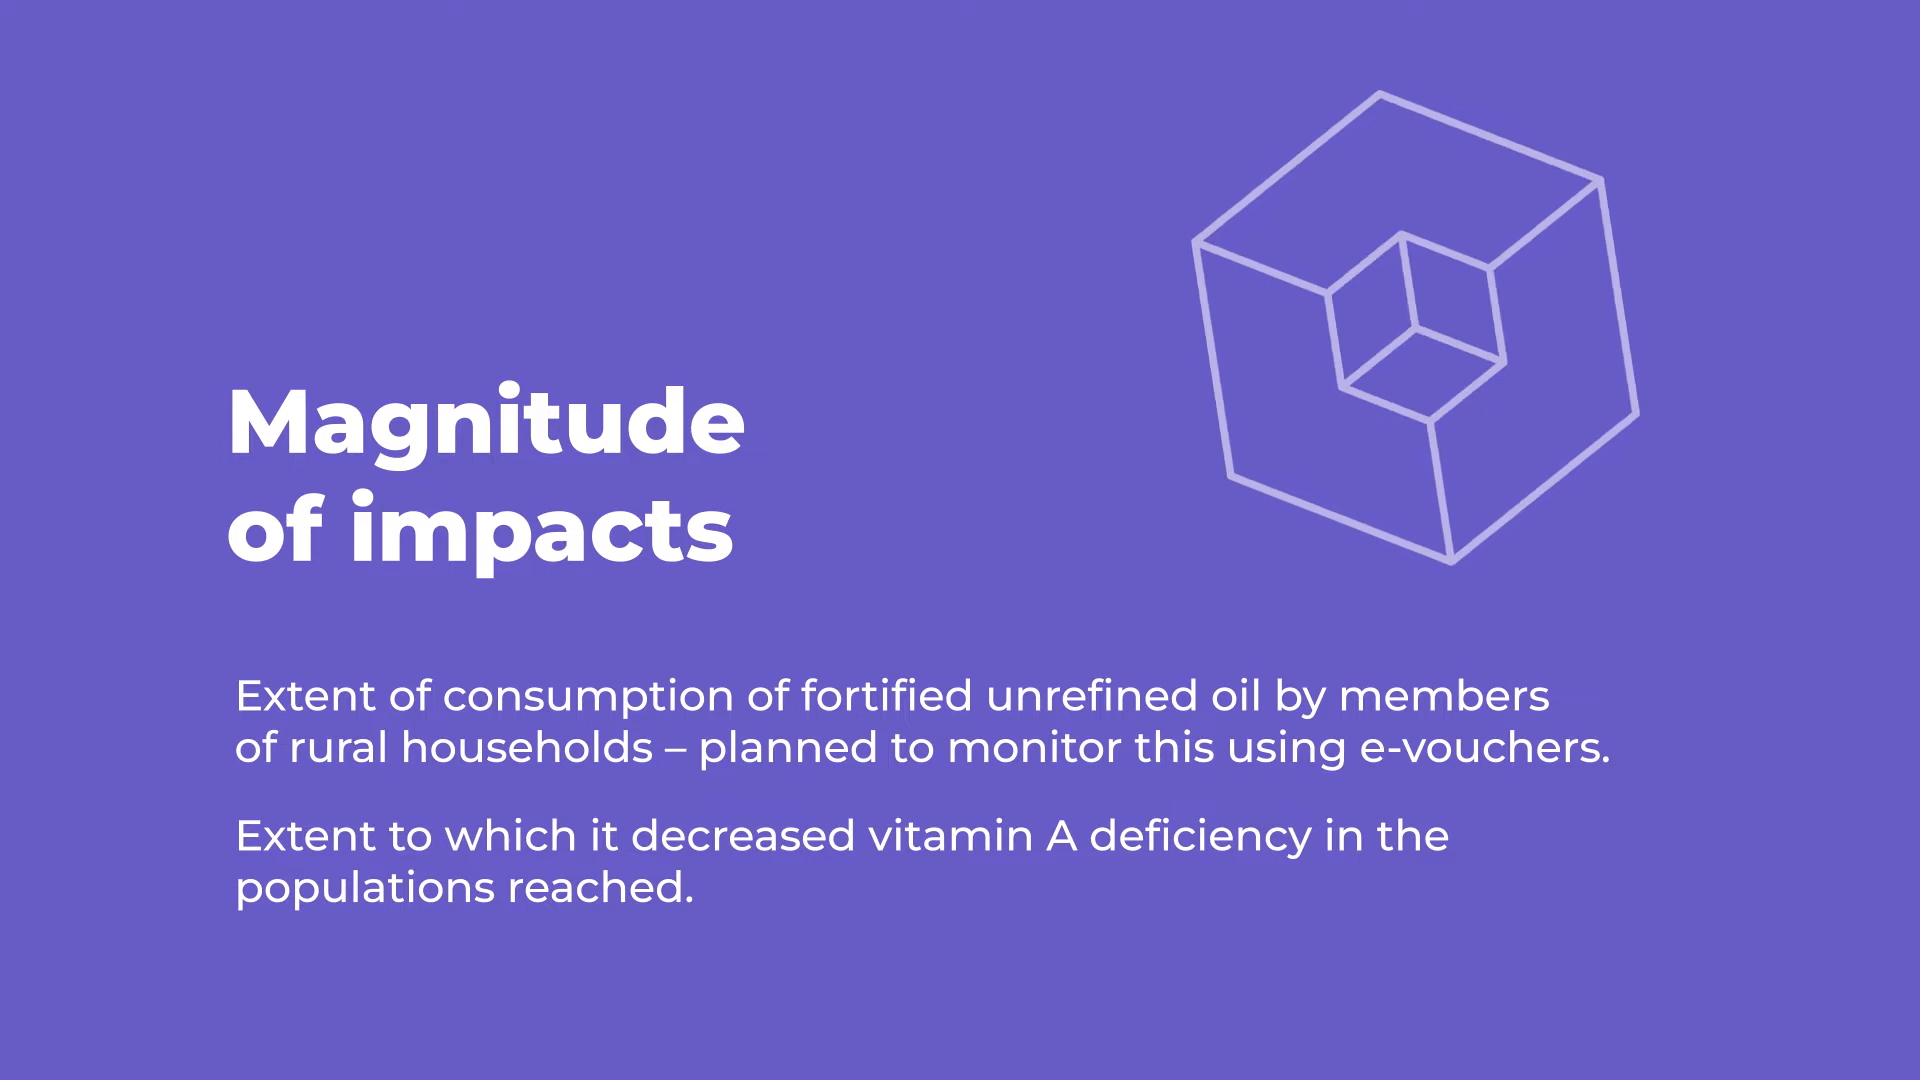 Magnitude
of impacts
Extent of consumption of fortified unrefined oil by members
of rural households – planned to monitor this using e-vouchers.
Extent to which it decreased vitamin A deficiency in the
populations reached.